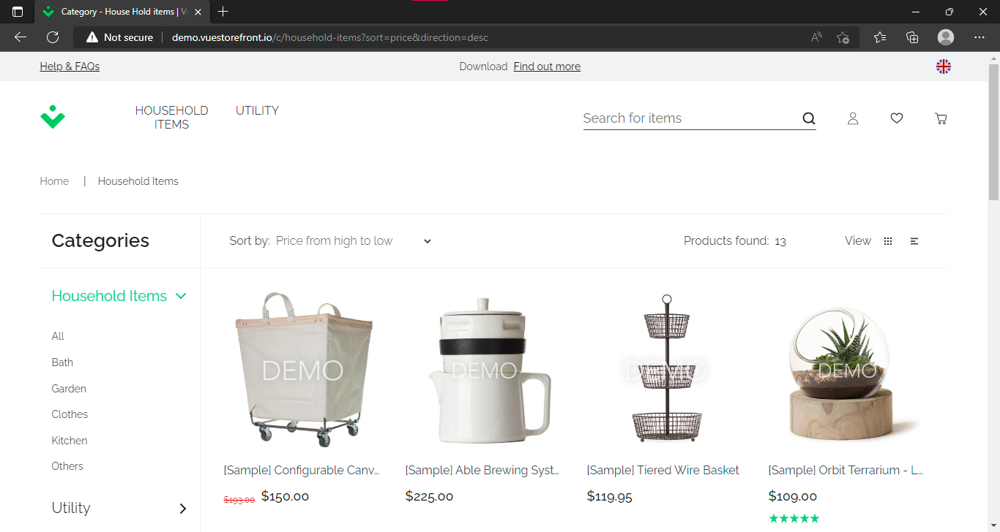 Category - House Hold items | V
Not secure
demo.vuestorefront.io/c/household-items?sort=price&direction=desc
Help & FAQs
Download Find out more
HOUSEHOLD
ITEMS
UTILITY
Search for items
Home | Household Items
Categories
Sort by: Price from high to low
Products found: 13
View
Household Items
All
Bath
Garden
Clothes
Kitchen
Others
Utility
DEMO
DEMO
DEMO
DEMO
[Sample] Configurable Canv...
[Sample] Able Brewing Syst...
[Sample] Tiered Wire Basket
[Sample] Orbit Terrarium - L...
$193.00 $150.00
$225.00
$119.95
$109.00